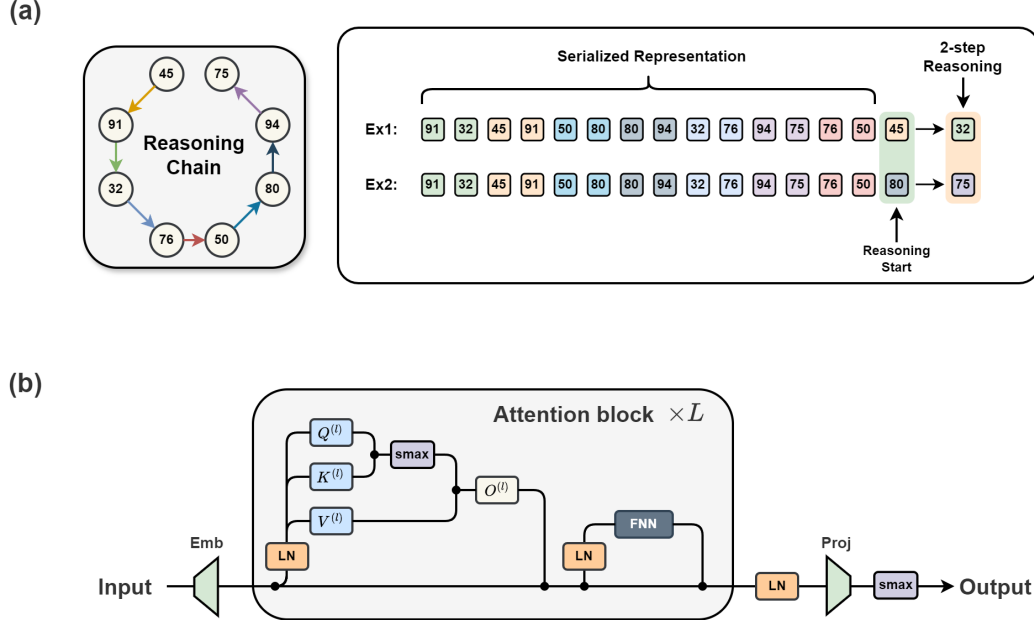 (a)
45 75
91 94
Reasoning
Chain
32 80
76 50
Serialized Representation
2-step
Reasoning
Ex1: 91 32 45 91 50 80 80 94 32 76 94 75 76 50 45 32
Ex2: 91 32 45 91 50 80 80 94 32 76 94 75 76 50 80 75
Reasoning
Start
(b)
Attention block ×L
Q^{(l)}
K^{(l)}
smax
V^{(l)}
O^{(l)}
LN
FNN
LN
Emb
Proj
Input
LN
smax
Output